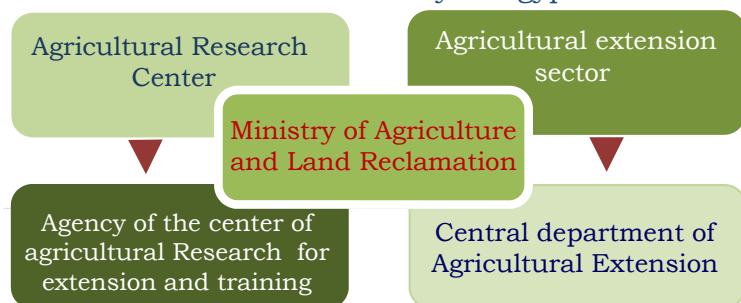 Agricultural Research
Center
Agricultural extension
sector
Ministry of Agriculture
and Land Reclamation
Agency of the center of
agricultural Research for
extension and training
Central department of
Agricultural Extension